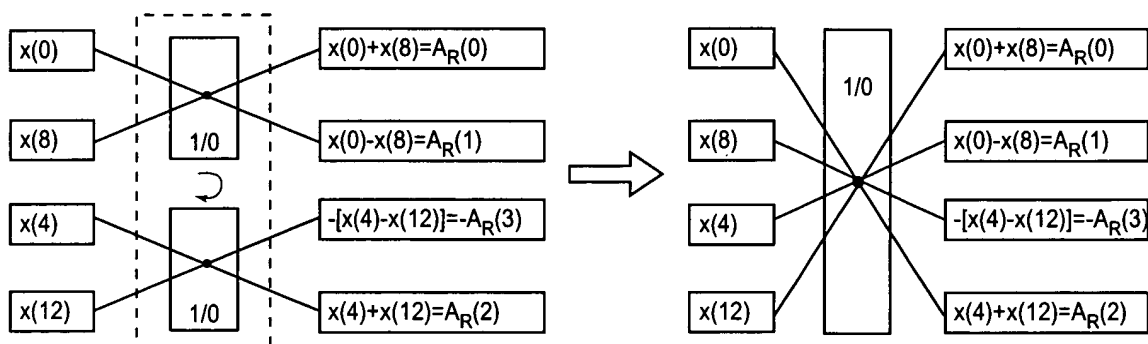 x(0)
x(0)+x(8)=A_R(0)
x(8)
1/0
x(0)-x(8)=A_R(1)
x(4)
-[x(4)-x(12)]=-A_R(3)
x(12)
1/0
x(4)+x(12)=A_R(2)
x(0)
1/0
x(0)+x(8)=A_R(0)
x(8)
x(0)-x(8)=A_R(1)
x(4)
-[x(4)-x(12)]=-A_R(3)
x(12)
x(4)+x(12)=A_R(2)